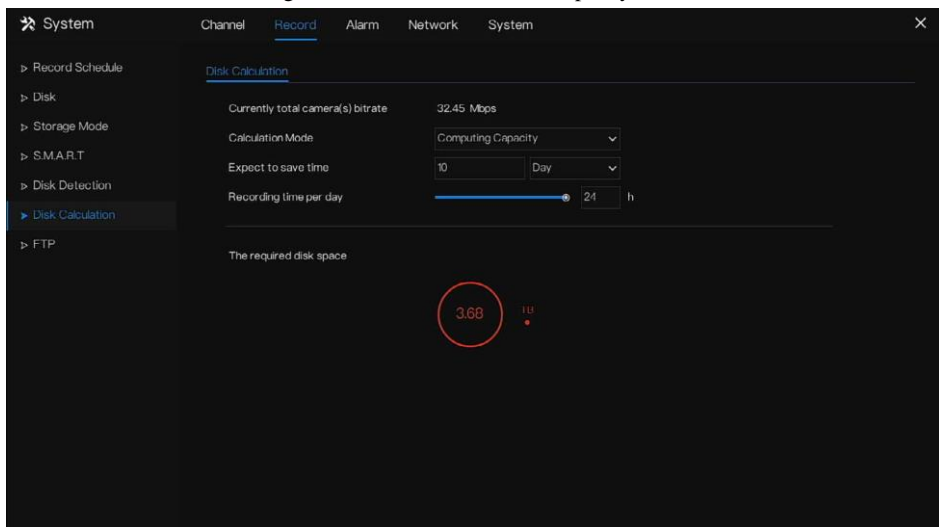 System
Channel Record Alarm Network System
Record Schedule
Disk
Storage Mode
S.M.A.R.T
Disk Detection
Disk Calculation
FTP
Disk Calculation
Currently total camera(s) bitrate 32.45 Mbps
Calculation Mode Computing Capacity
Expect to save time 10 Day
Recording time per day 24 h
The required disk space
3.68 TB